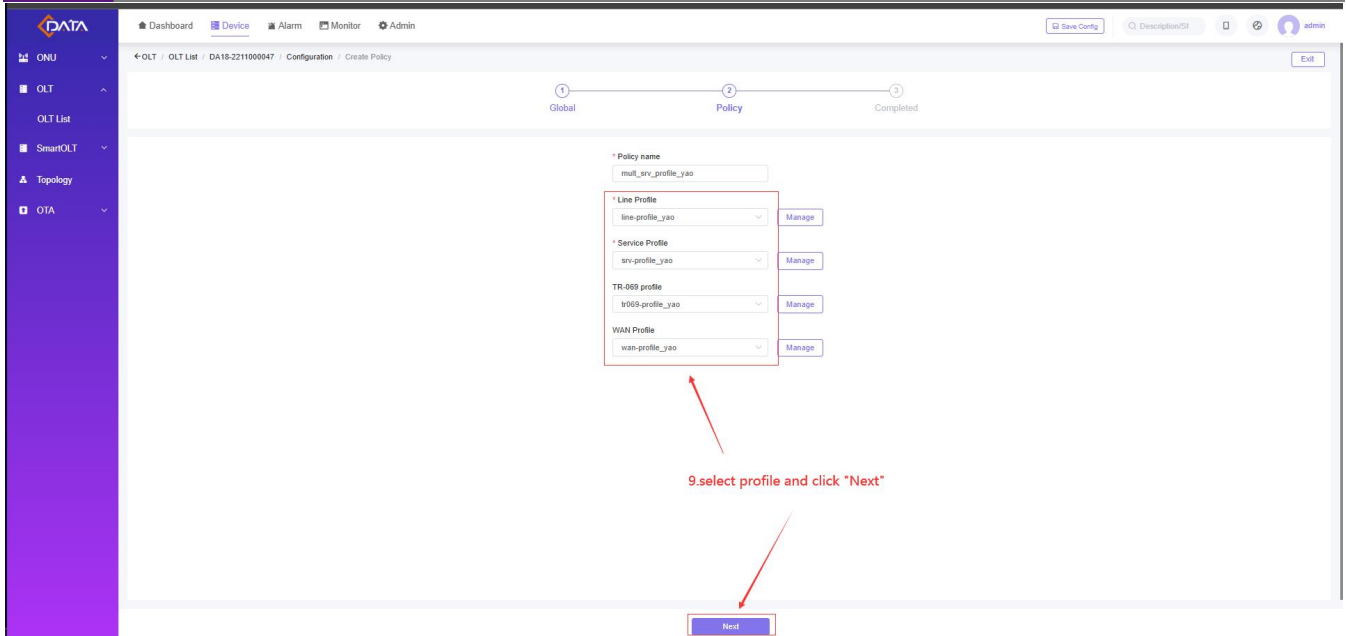 DATA
Dashboard Device Alarm Monitor Admin
Save Config Description/SI admin
ONU
OLT
OLT List
SmartOLT
Topology
OTA
←OLT / OLT List / DA18-2211000047 / Configuration / Create Policy
Exit
1 2 3
Global Policy Completed
* Policy name
mult_srv_profile_yao
* Line Profile
line-profile_yao Manage
* Service Profile
srv-profile_yao Manage
TR-069 profile
tr069-profile_yao Manage
WAN Profile
wan-profile_yao Manage
9.select profile and click "Next"
Next